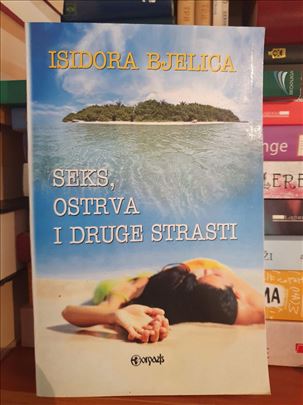 ISIDORA BJELICA
SEKS,
OSTRVA
I DRUGE STRASTI